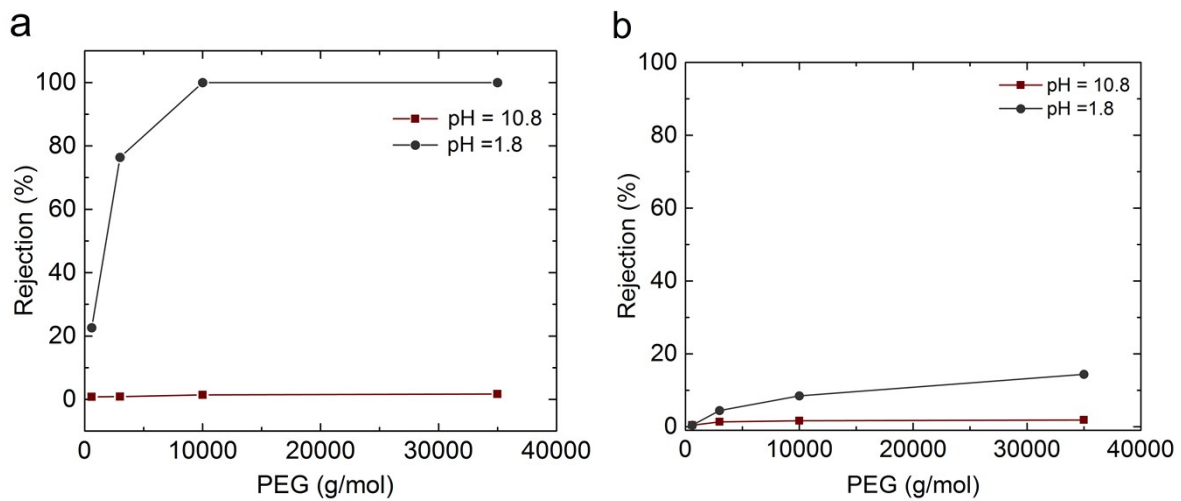 a
100
80
60
40
20
0
Rejection (%)
pH = 10.8
pH =1.8
0
10000
20000
30000
40000
PEG (g/mol)
b
100
80
60
40
20
0
Rejection (%)
pH = 10.8
pH =1.8
0
10000
20000
30000
40000
PEG (g/mol)